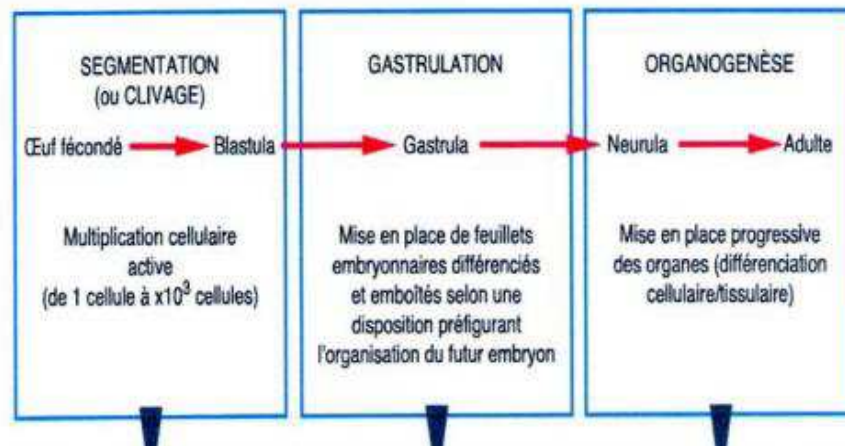 SEGMENTATION
(ou CLIVAGE)
Œuf fécondé
Blastula
Multiplication cellulaire
active
(de 1 cellule à x10³ cellules)
GASTRULATION
Gastrula
Mise en place de feuillets
embryonnaires différenciés
et emboîtés selon une
disposition préfigurant
l'organisation du futur embryon
ORGANOGENÈSE
Neurula
Adulte
Mise en place progressive
des organes (différenciation
cellulaire/tissulaire)